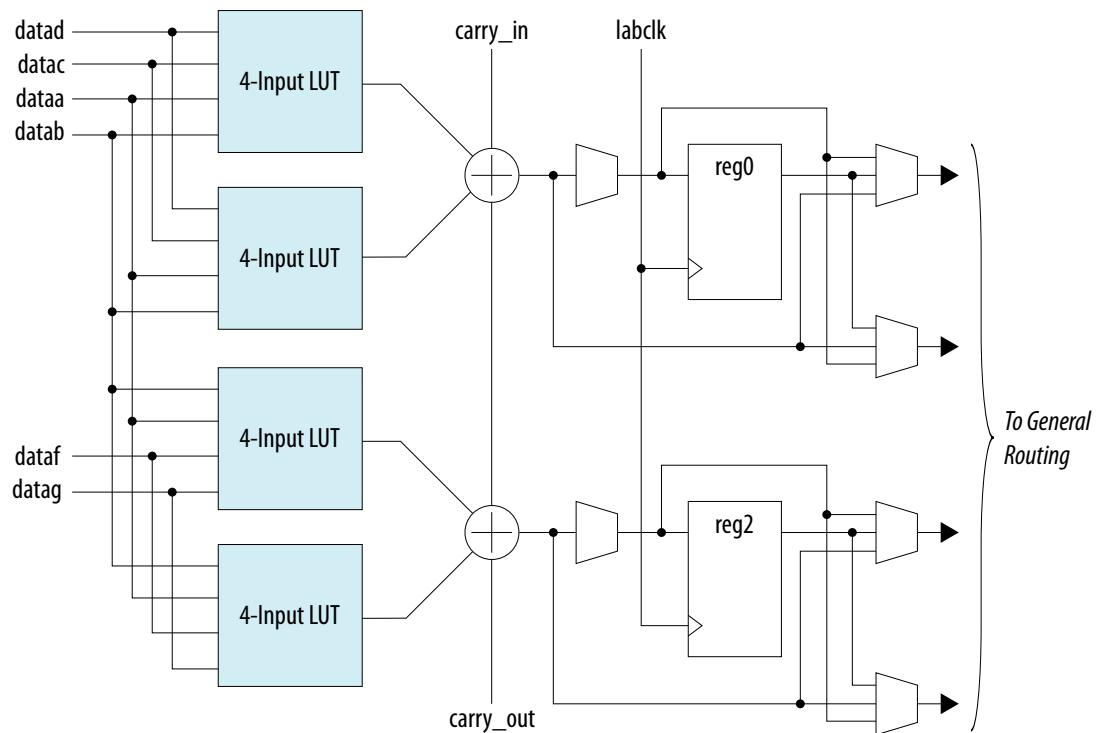 datad
datac
dataa
datab
4-Input LUT
carry_in
labclk
4-Input LUT
reg0
4-Input LUT
dataf
datag
To General
Routing
reg2
4-Input LUT
carry_out